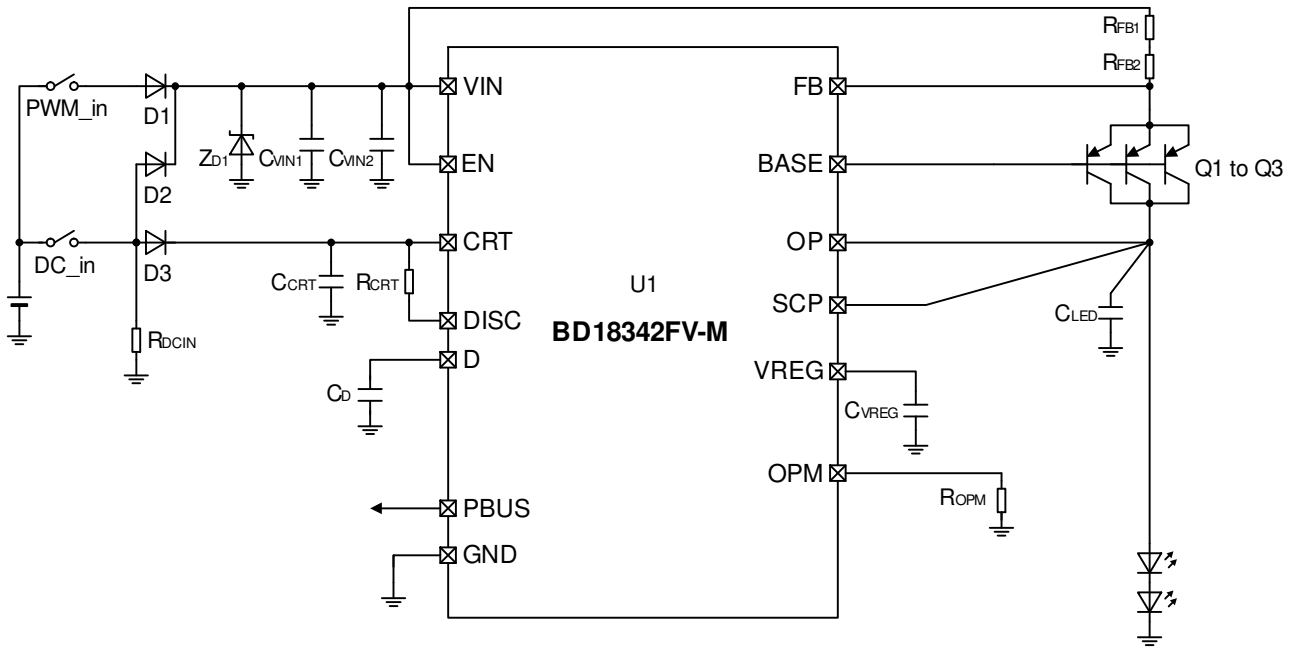 RFB1
RFB2
PWM_in
D1
VIN
FB
ZD1
CVIN1
CVIN2
D2
EN
BASE
Q1 to Q3
DC_in
D3
CRT
OP
CCRT
RCRT
U1
SCP
CLED
RDCIN
DISC
BD18342FV-M
D
VREG
CD
CVREG
OPM
ROPM
PBUS
GND